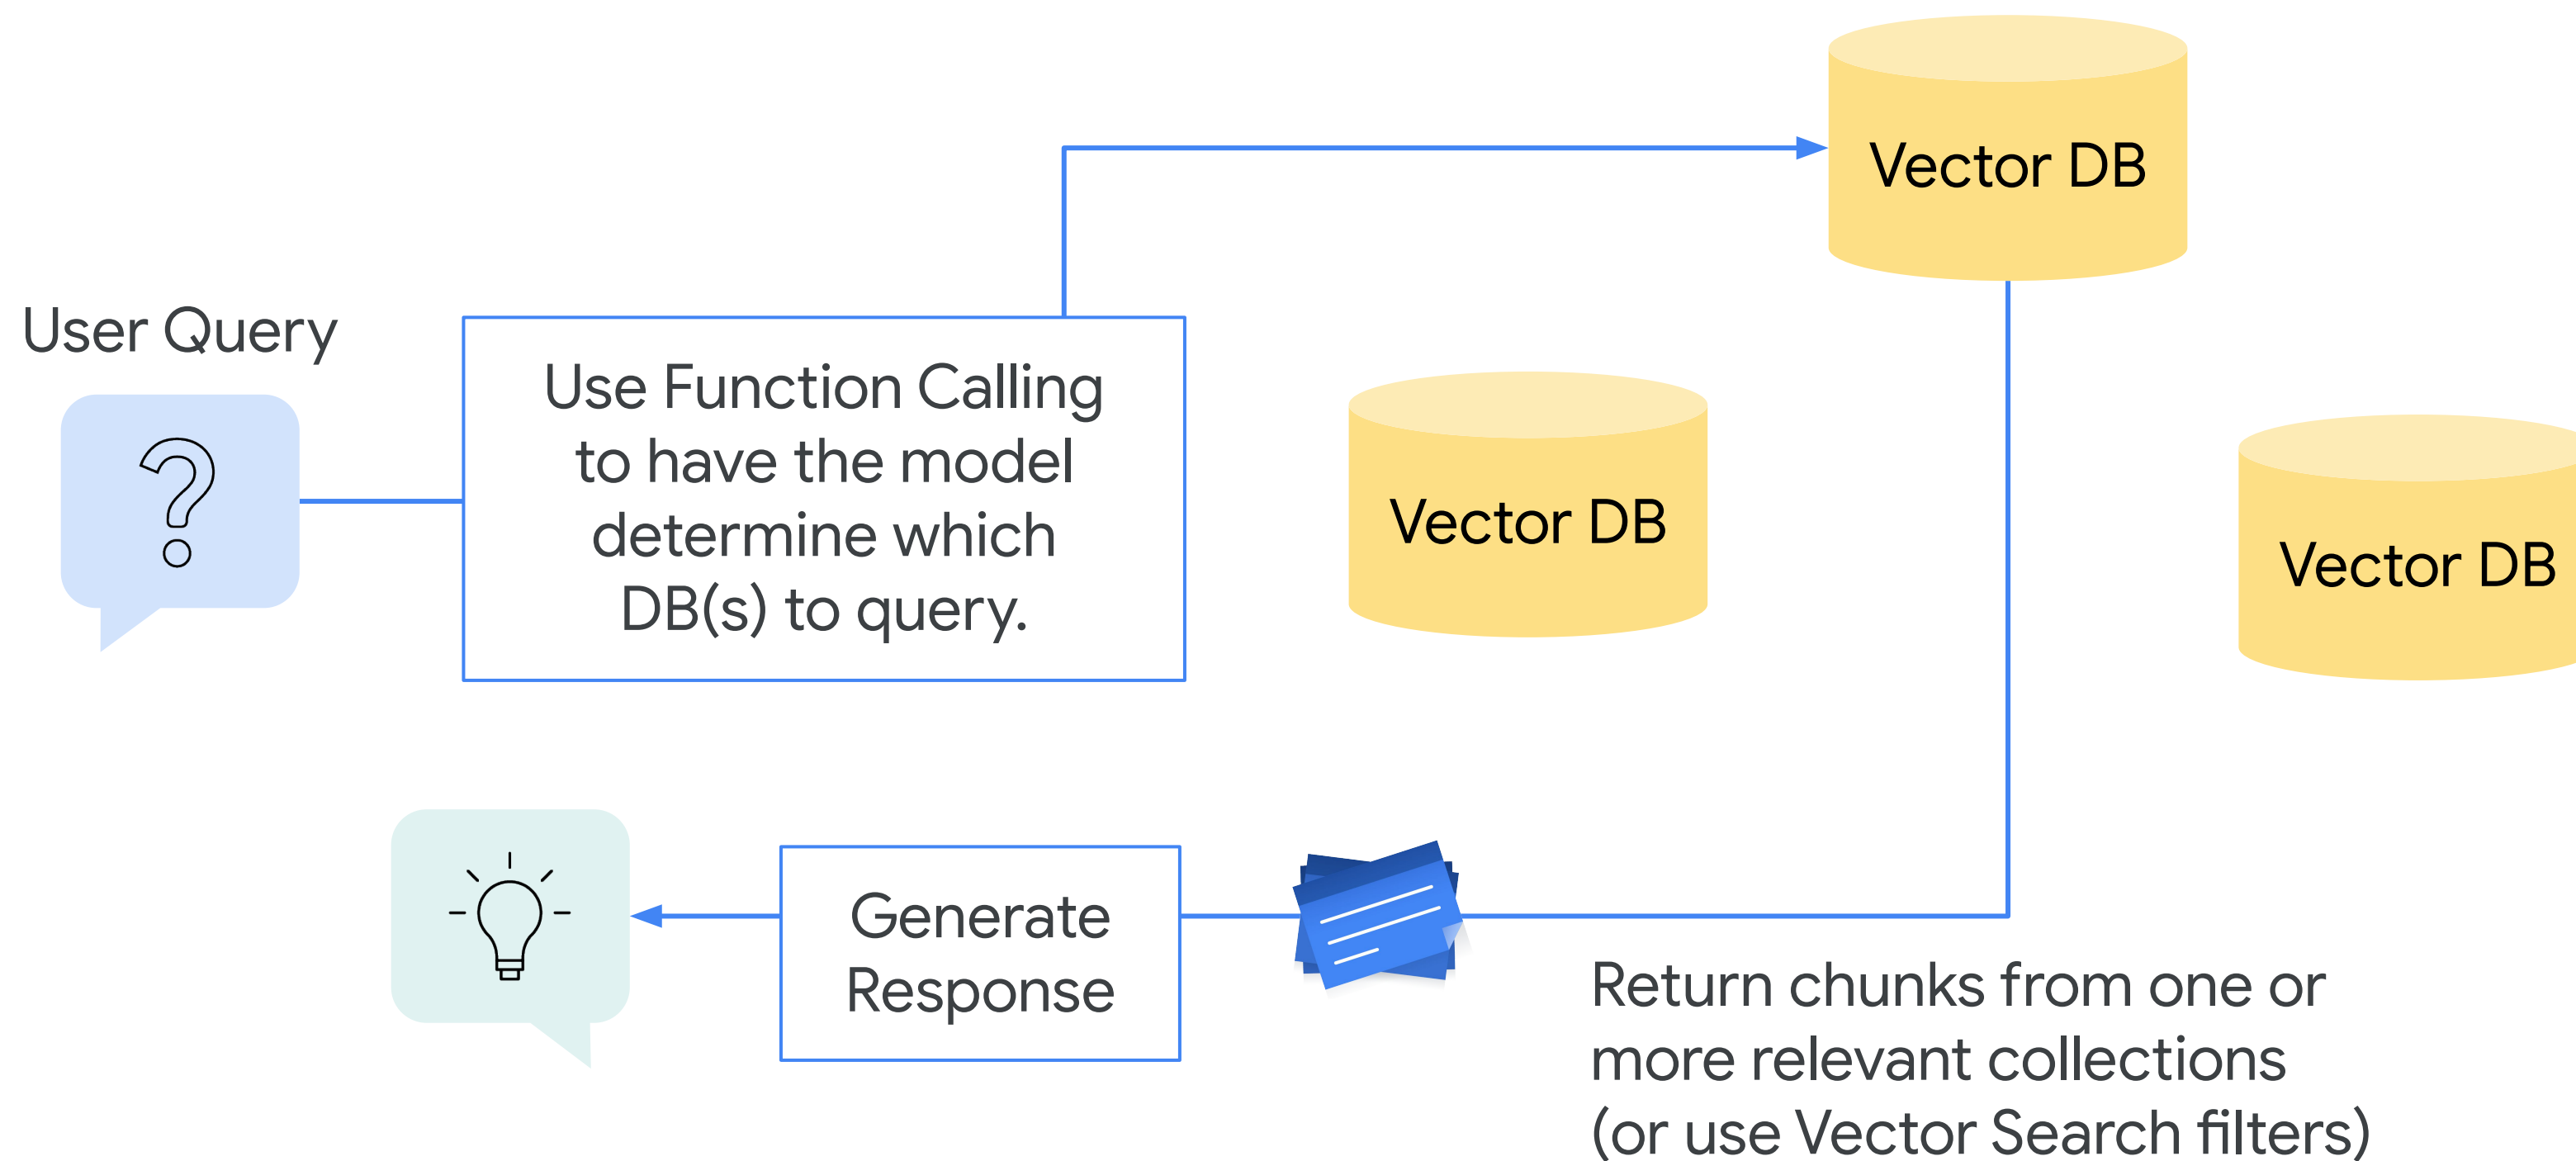 User Query
Use Function Calling
to have the model
determine which
DB(s) to query.
Vector DB
Vector DB
Vector DB
Generate
Response
Return chunks from one or
more relevant collections
(or use Vector Search filters)